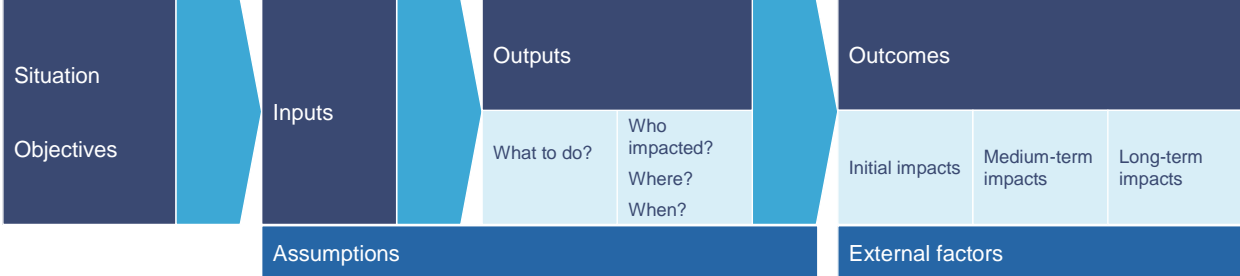 Situation
Objectives
Inputs
Outputs
What to do?
Who
impacted?
Where?
When?
Outcomes
Initial impacts
Medium-term
impacts
Long-term
impacts
Assumptions
External factors